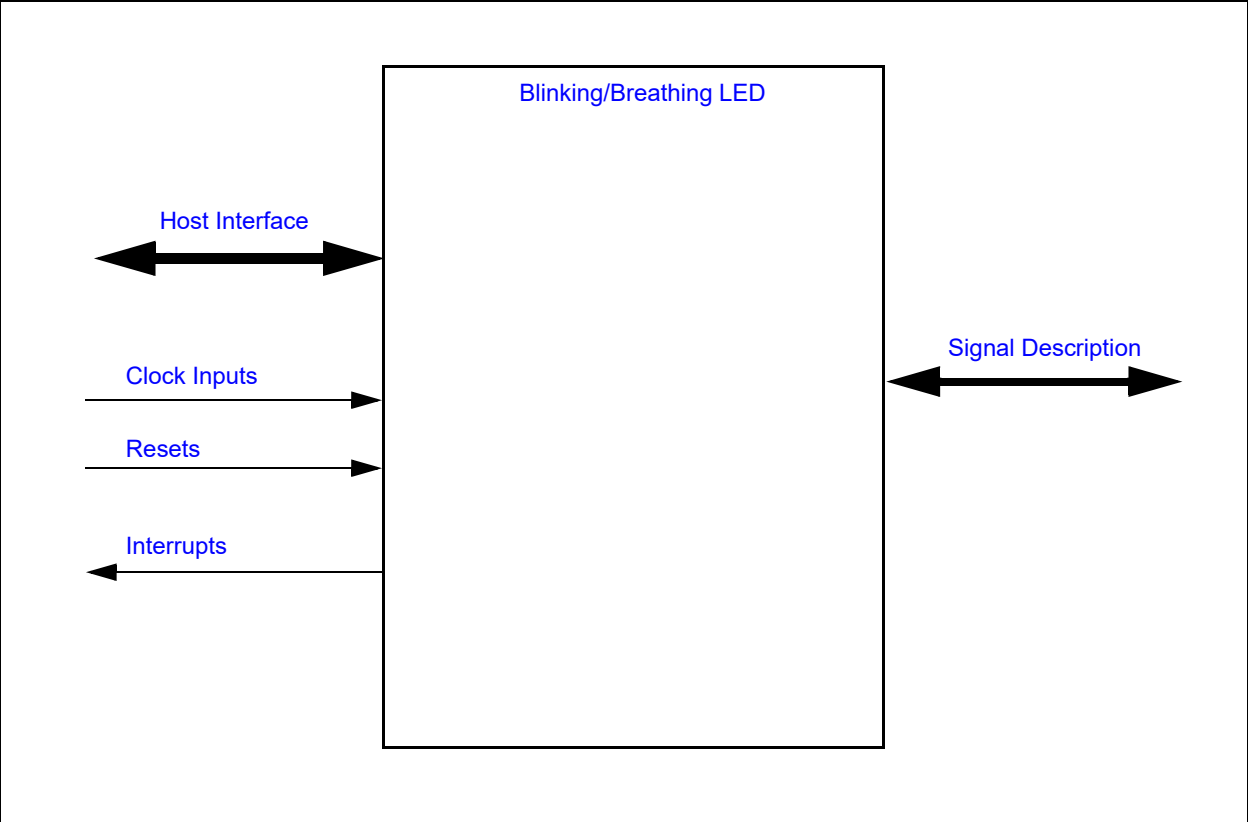 Blinking/Breathing LED
Host Interface
Signal Description
Clock Inputs
Resets
Interrupts